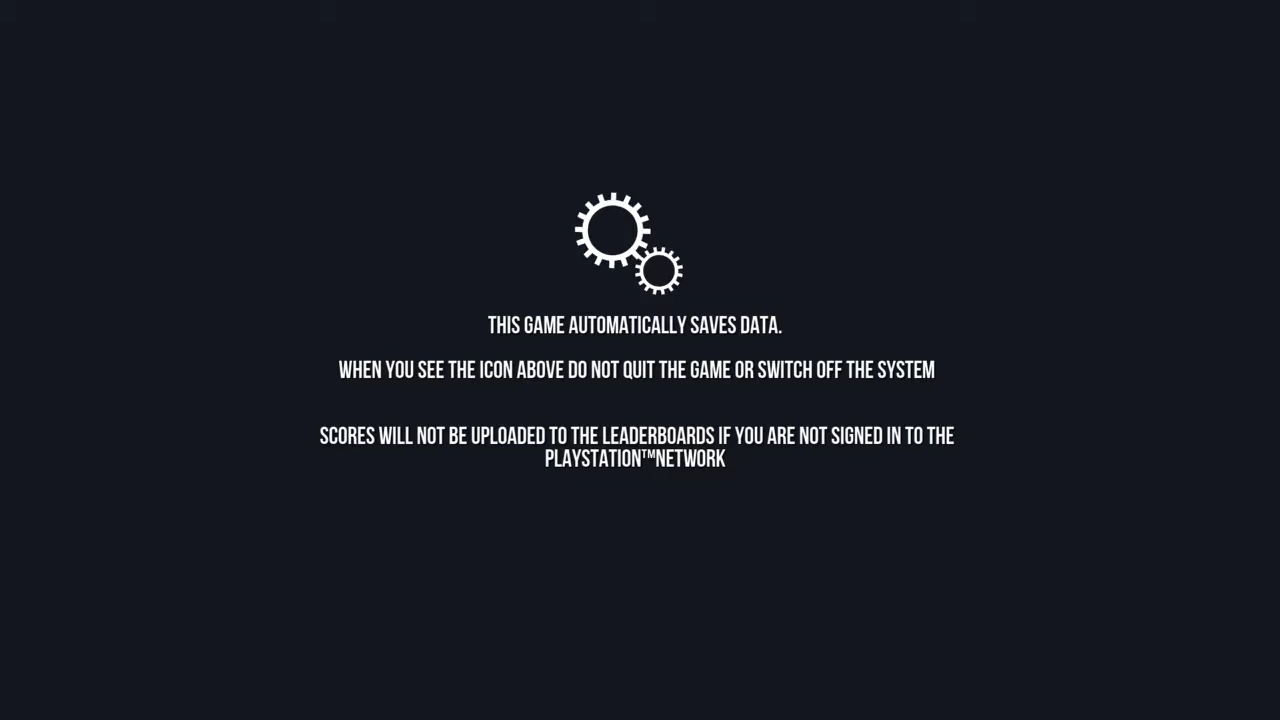 THIS GAME AUTOMATICALLY SAVES DATA.
WHEN YOU SEE THE ICON ABOVE DO NOT QUIT THE GAME OR SWITCH OFF THE SYSTEM
SCORES WILL NOT BE UPLOADED TO THE LEADERBOARDS IF YOU ARE NOT SIGNED IN TO THE
PLAYSTATION™NETWORK